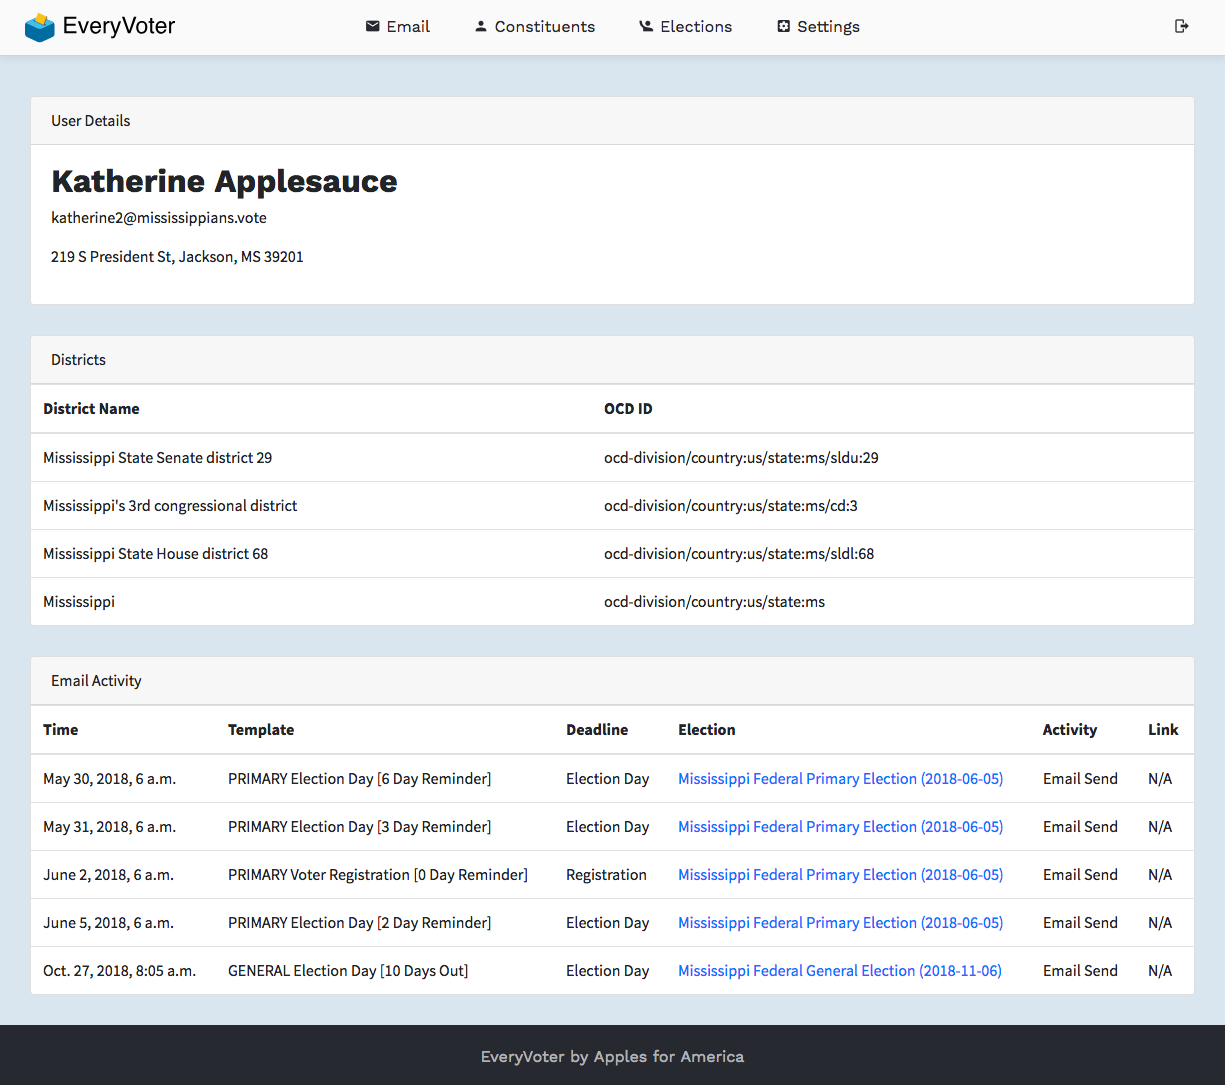 EveryVoter Email Constituents Elections Settings
User Details
Katherine Applesauce
katherine2@mississippians.vote
219 S President St, Jackson, MS 39201
Districts
District Name OCD ID
Mississippi State Senate district 29 ocd-division/country:us/state:ms/sldu:29
Mississippi's 3rd congressional district ocd-division/country:us/state:ms/cd:3
Mississippi State House district 68 ocd-division/country:us/state:ms/sldl:68
Mississippi ocd-division/country:us/state:ms
Email Activity
Time Template Deadline Election Activity Link
May 30, 2018, 6 a.m. PRIMARY Election Day [6 Day Reminder] Election Day Mississippi Federal Primary Election (2018-06-05) Email Send N/A
May 31, 2018, 6 a.m. PRIMARY Election Day [3 Day Reminder] Election Day Mississippi Federal Primary Election (2018-06-05) Email Send N/A
June 2, 2018, 6 a.m. PRIMARY Voter Registration [0 Day Reminder] Registration Mississippi Federal Primary Election (2018-06-05) Email Send N/A
June 5, 2018, 6 a.m. PRIMARY Election Day [2 Day Reminder] Election Day Mississippi Federal Primary Election (2018-06-05) Email Send N/A
Oct. 27, 2018, 8:05 a.m. GENERAL Election Day [10 Days Out] Election Day Mississippi Federal General Election (2018-11-06) Email Send N/A
EveryVoter by Apples for America